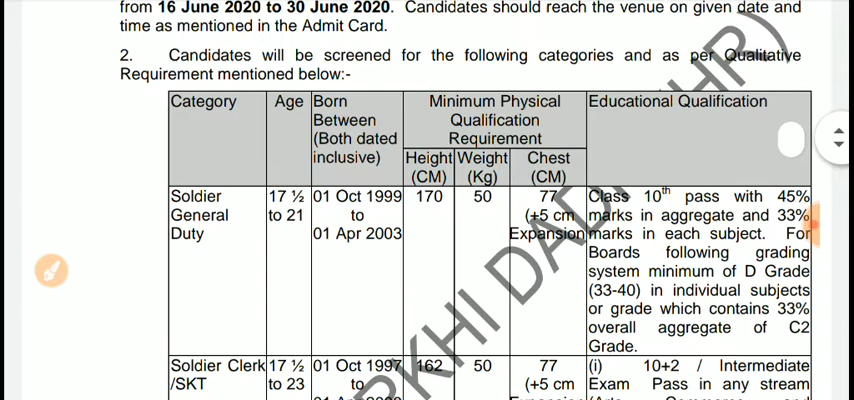 from 16 June 2020 to 30 June 2020. Candidates should reach the venue on given date and
time as mentioned in the Admit Card.
2. Candidates will be screened for the following categories and as per Qualitative
Requirement mentioned below:-
Category Age Born Minimum Physical Educational Qualification
Between Qualification
(Both dated Requirement
inclusive) Height Weight Chest
(CM) (Kg) (CM)
Soldier 17 ½ 01 Oct 1999 170 50 77 Class 10th pass with 45%
General to 21 to (+5 cm marks in aggregate and 33%
Duty 01 Apr 2003 Expansion marks in each subject. For
Boards following grading
system minimum of D Grade
(33-40) in individual subjects
or grade which contains 33%
overall aggregate of C2
Grade.
Soldier Clerk 17 ½ 01 Oct 1997 162 50 77 (i) 10+2 / Intermediate
/SKT to 23 to (+5 cm Exam Pass in any stream
RKHI DAD
HR)